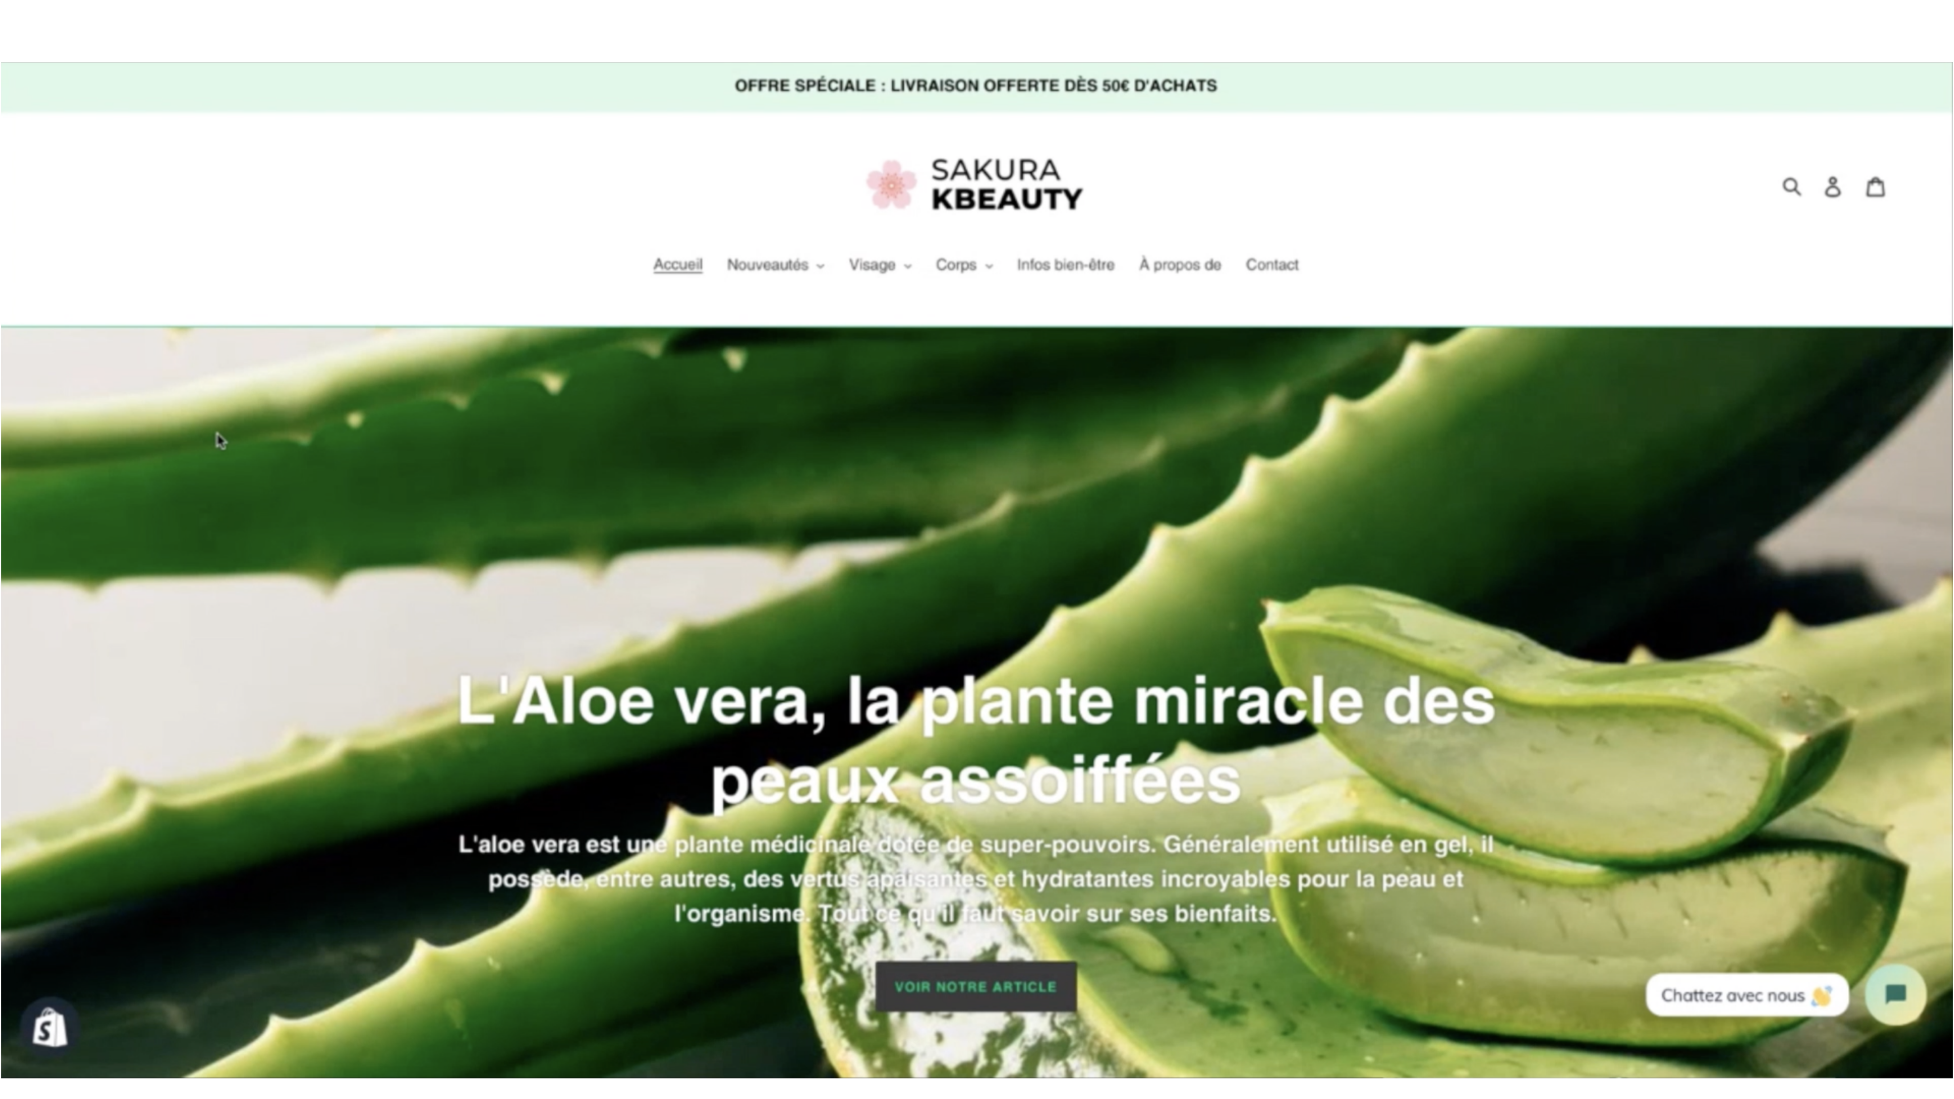 OFFRE SPÉCIALE : LIVRAISON OFFERTE DÈS 50€ D'ACHATS
SAKURA
KBEAUTY
Accueil Nouveautés Visage Corps Infos bien-être À propos de Contact
L'Aloe vera, la plante miracle des
peaux assoiffées
L'aloe vera est une plante médicinale dotée de super-pouvoirs. Généralement utilisé en gel, il
possède, entre autres, des vertus apaisantes et hydratantes incroyables pour la peau et
l'organisme. Tout ce qu'il faut savoir sur ses bienfaits.
VOIR NOTRE ARTICLE
Chattez avec nous 👋